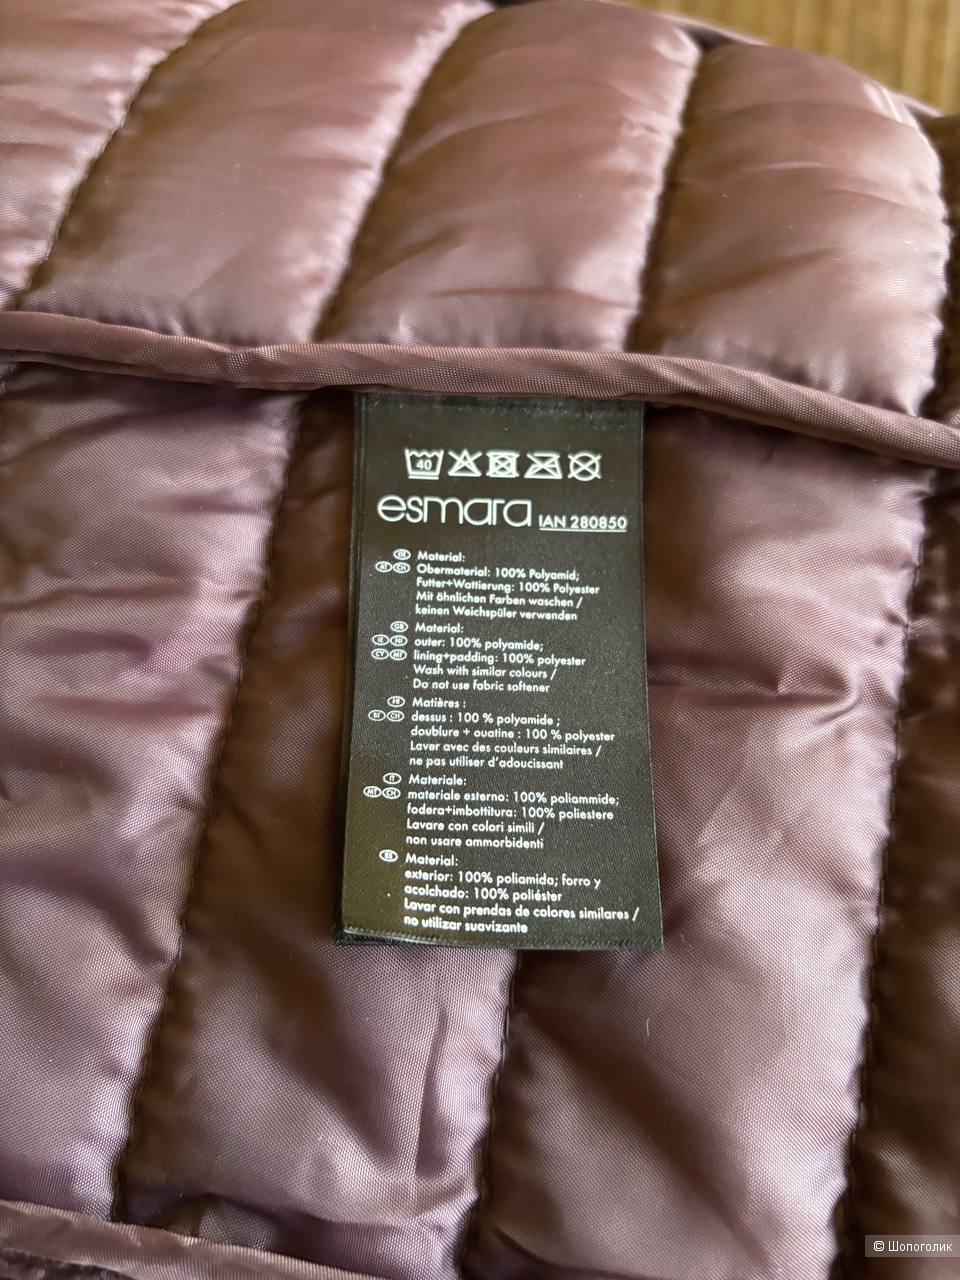 40
esmara IAN 280850
DE Material:
AT CH Obermaterial: 100% Polyamid;
Futter+Wattierung: 100% Polyester
Mit ähnlichen Farben waschen /
keinen Weichspüler verwenden
GB Material:
IE NI outer: 100% polyamide;
CY MT lining+padding: 100% polyester
Wash with similar colours /
Do not use fabric softener
FR Matières :
BE CH dessus : 100 % polyamide ;
doublure + ouatine : 100 % polyester
Laver avec des couleurs similaires /
ne pas utiliser d'adoucissant
IT Materiale:
MT CH materiale esterno: 100% poliammide;
fodera+imbottitura: 100% poliestere
Lavare con colori simili /
non usare ammorbidenti
ES Material:
exterior: 100% poliamida; forro y
acolchado: 100% poliéster
Lavar con prendas de colores similares /
no utilizar suavizante
© Шопоголик